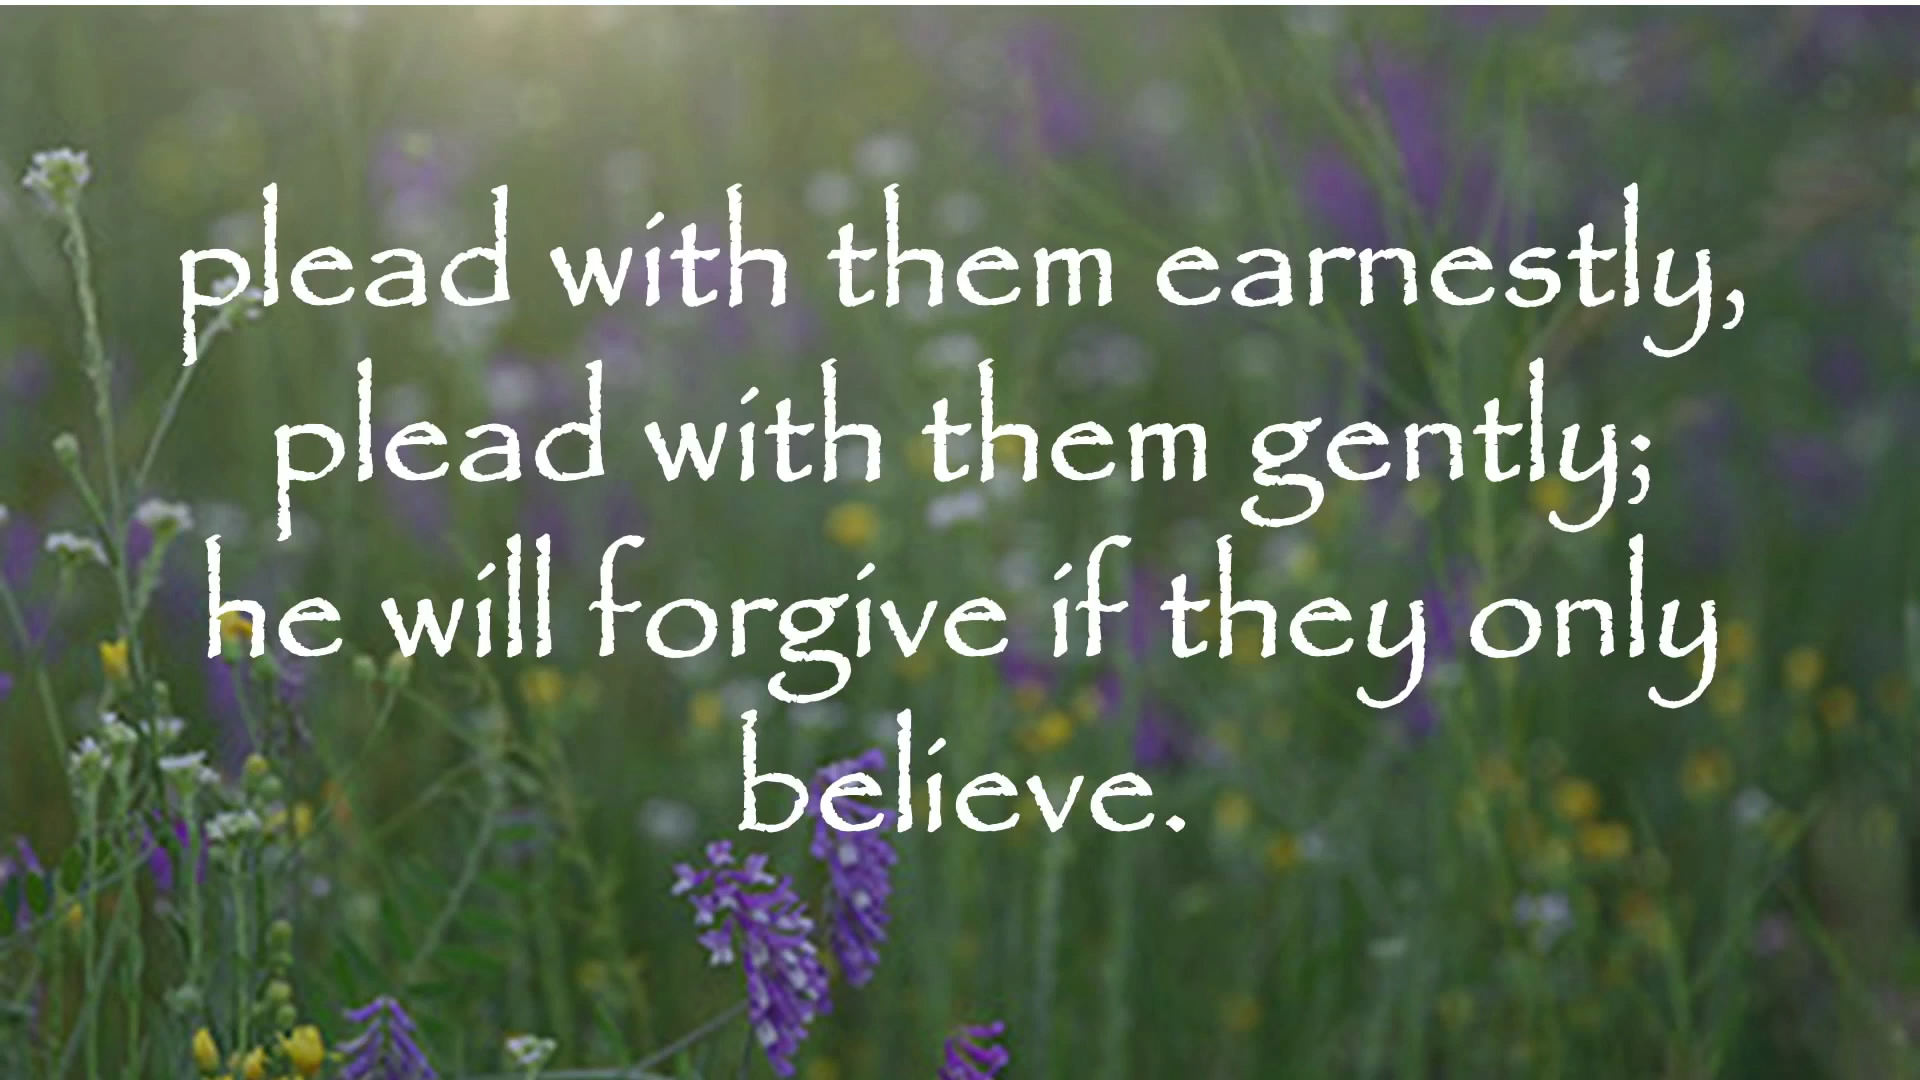 plead with them earnestly,
plead with them gently;
he will forgive if they only
believe.